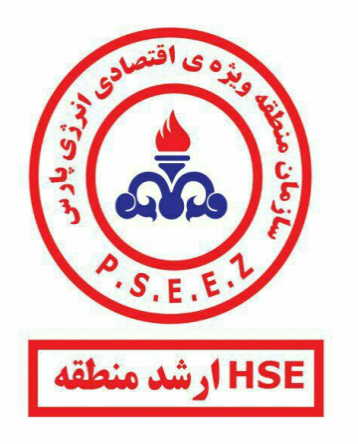 سازمان منطقه ویژه ی اقتصادی انرژی پارس
P.S.E.E.Z
HSE ارشد منطقه